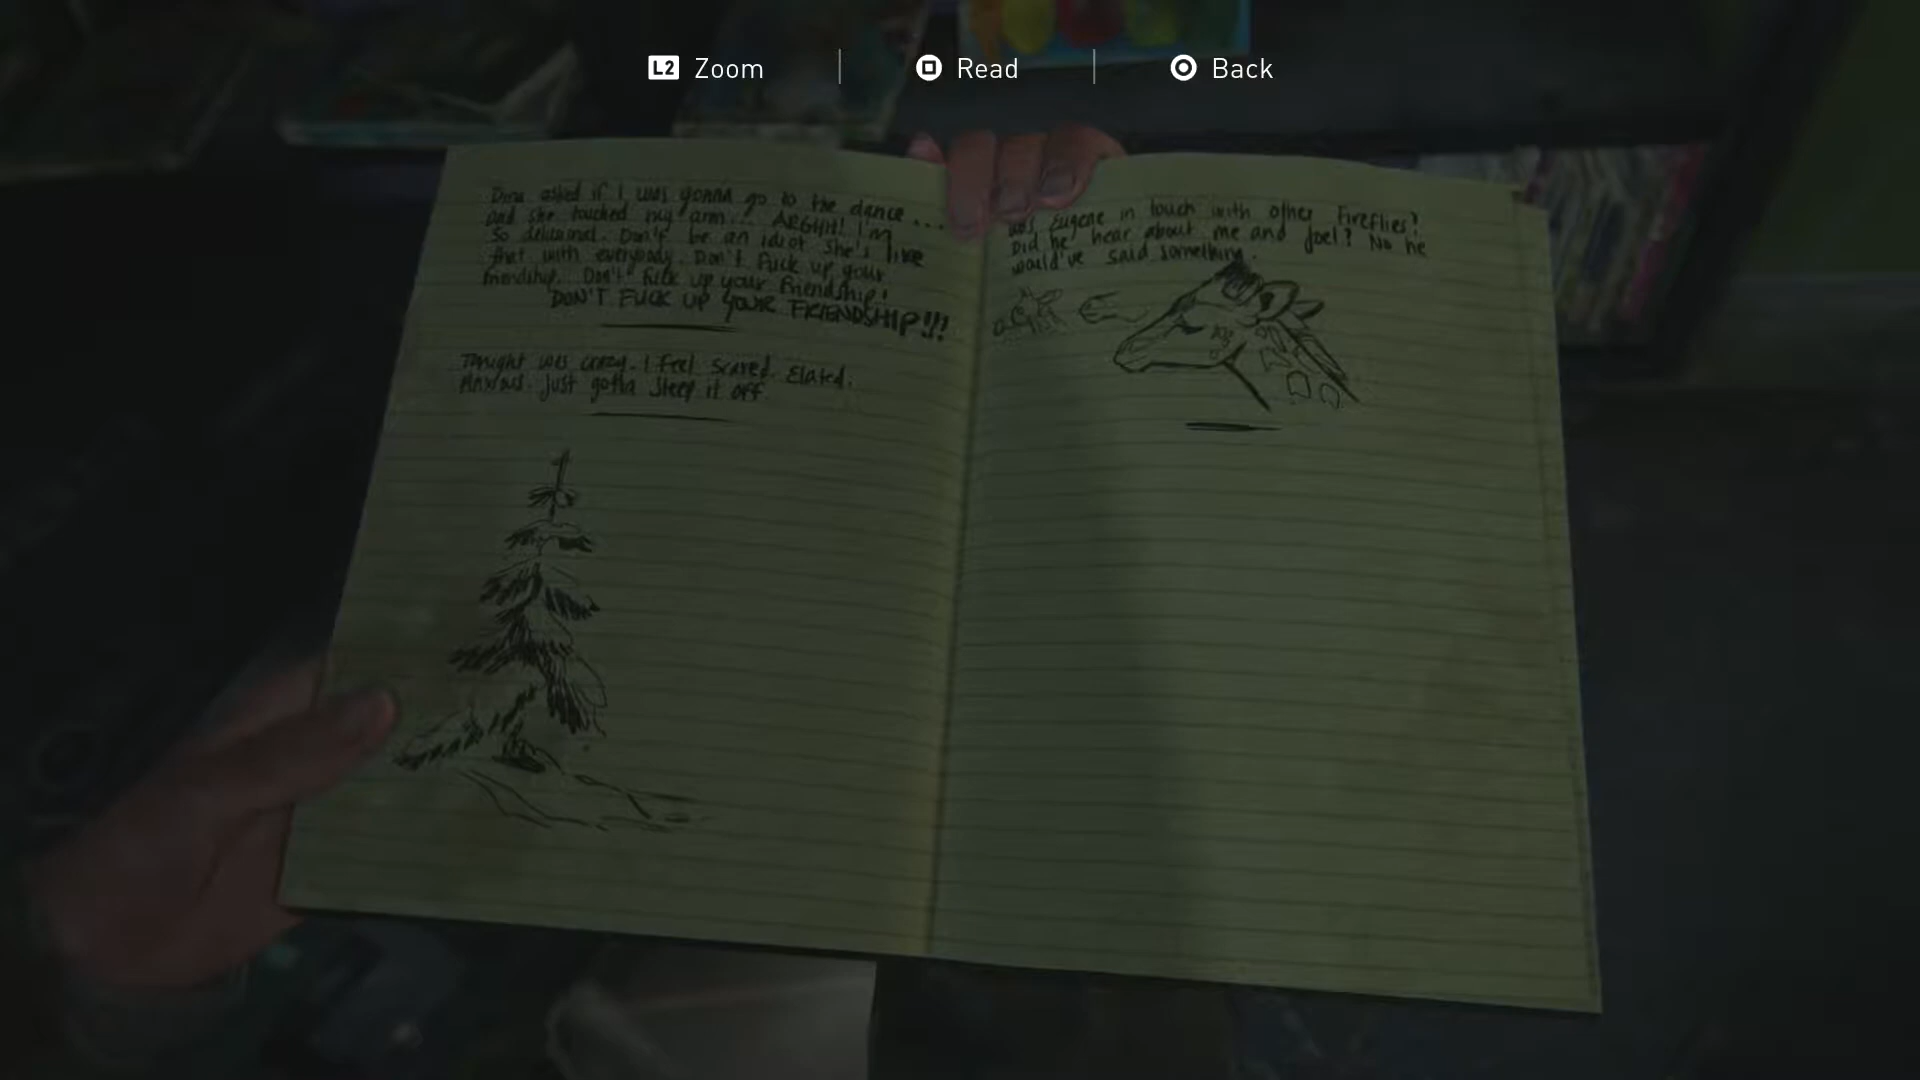 L2 Zoom
Read
Back
Dina asked if I was gonna go to the dance...
and she touched my arm... ARGHH! I'm
so delusional. Don't be an idiot she's like
that with everybody. Don't fuck up your
friendship. Don't fuck up your friendship!
DON'T FUCK UP YOUR FRIENDSHIP!!!
Tonight was crazy. I feel scared. Elated.
Anxious. Just gotta sleep it off.
Was Eugene in touch with other Fireflies?
Did he hear about me and Joel? No he
would've said something.